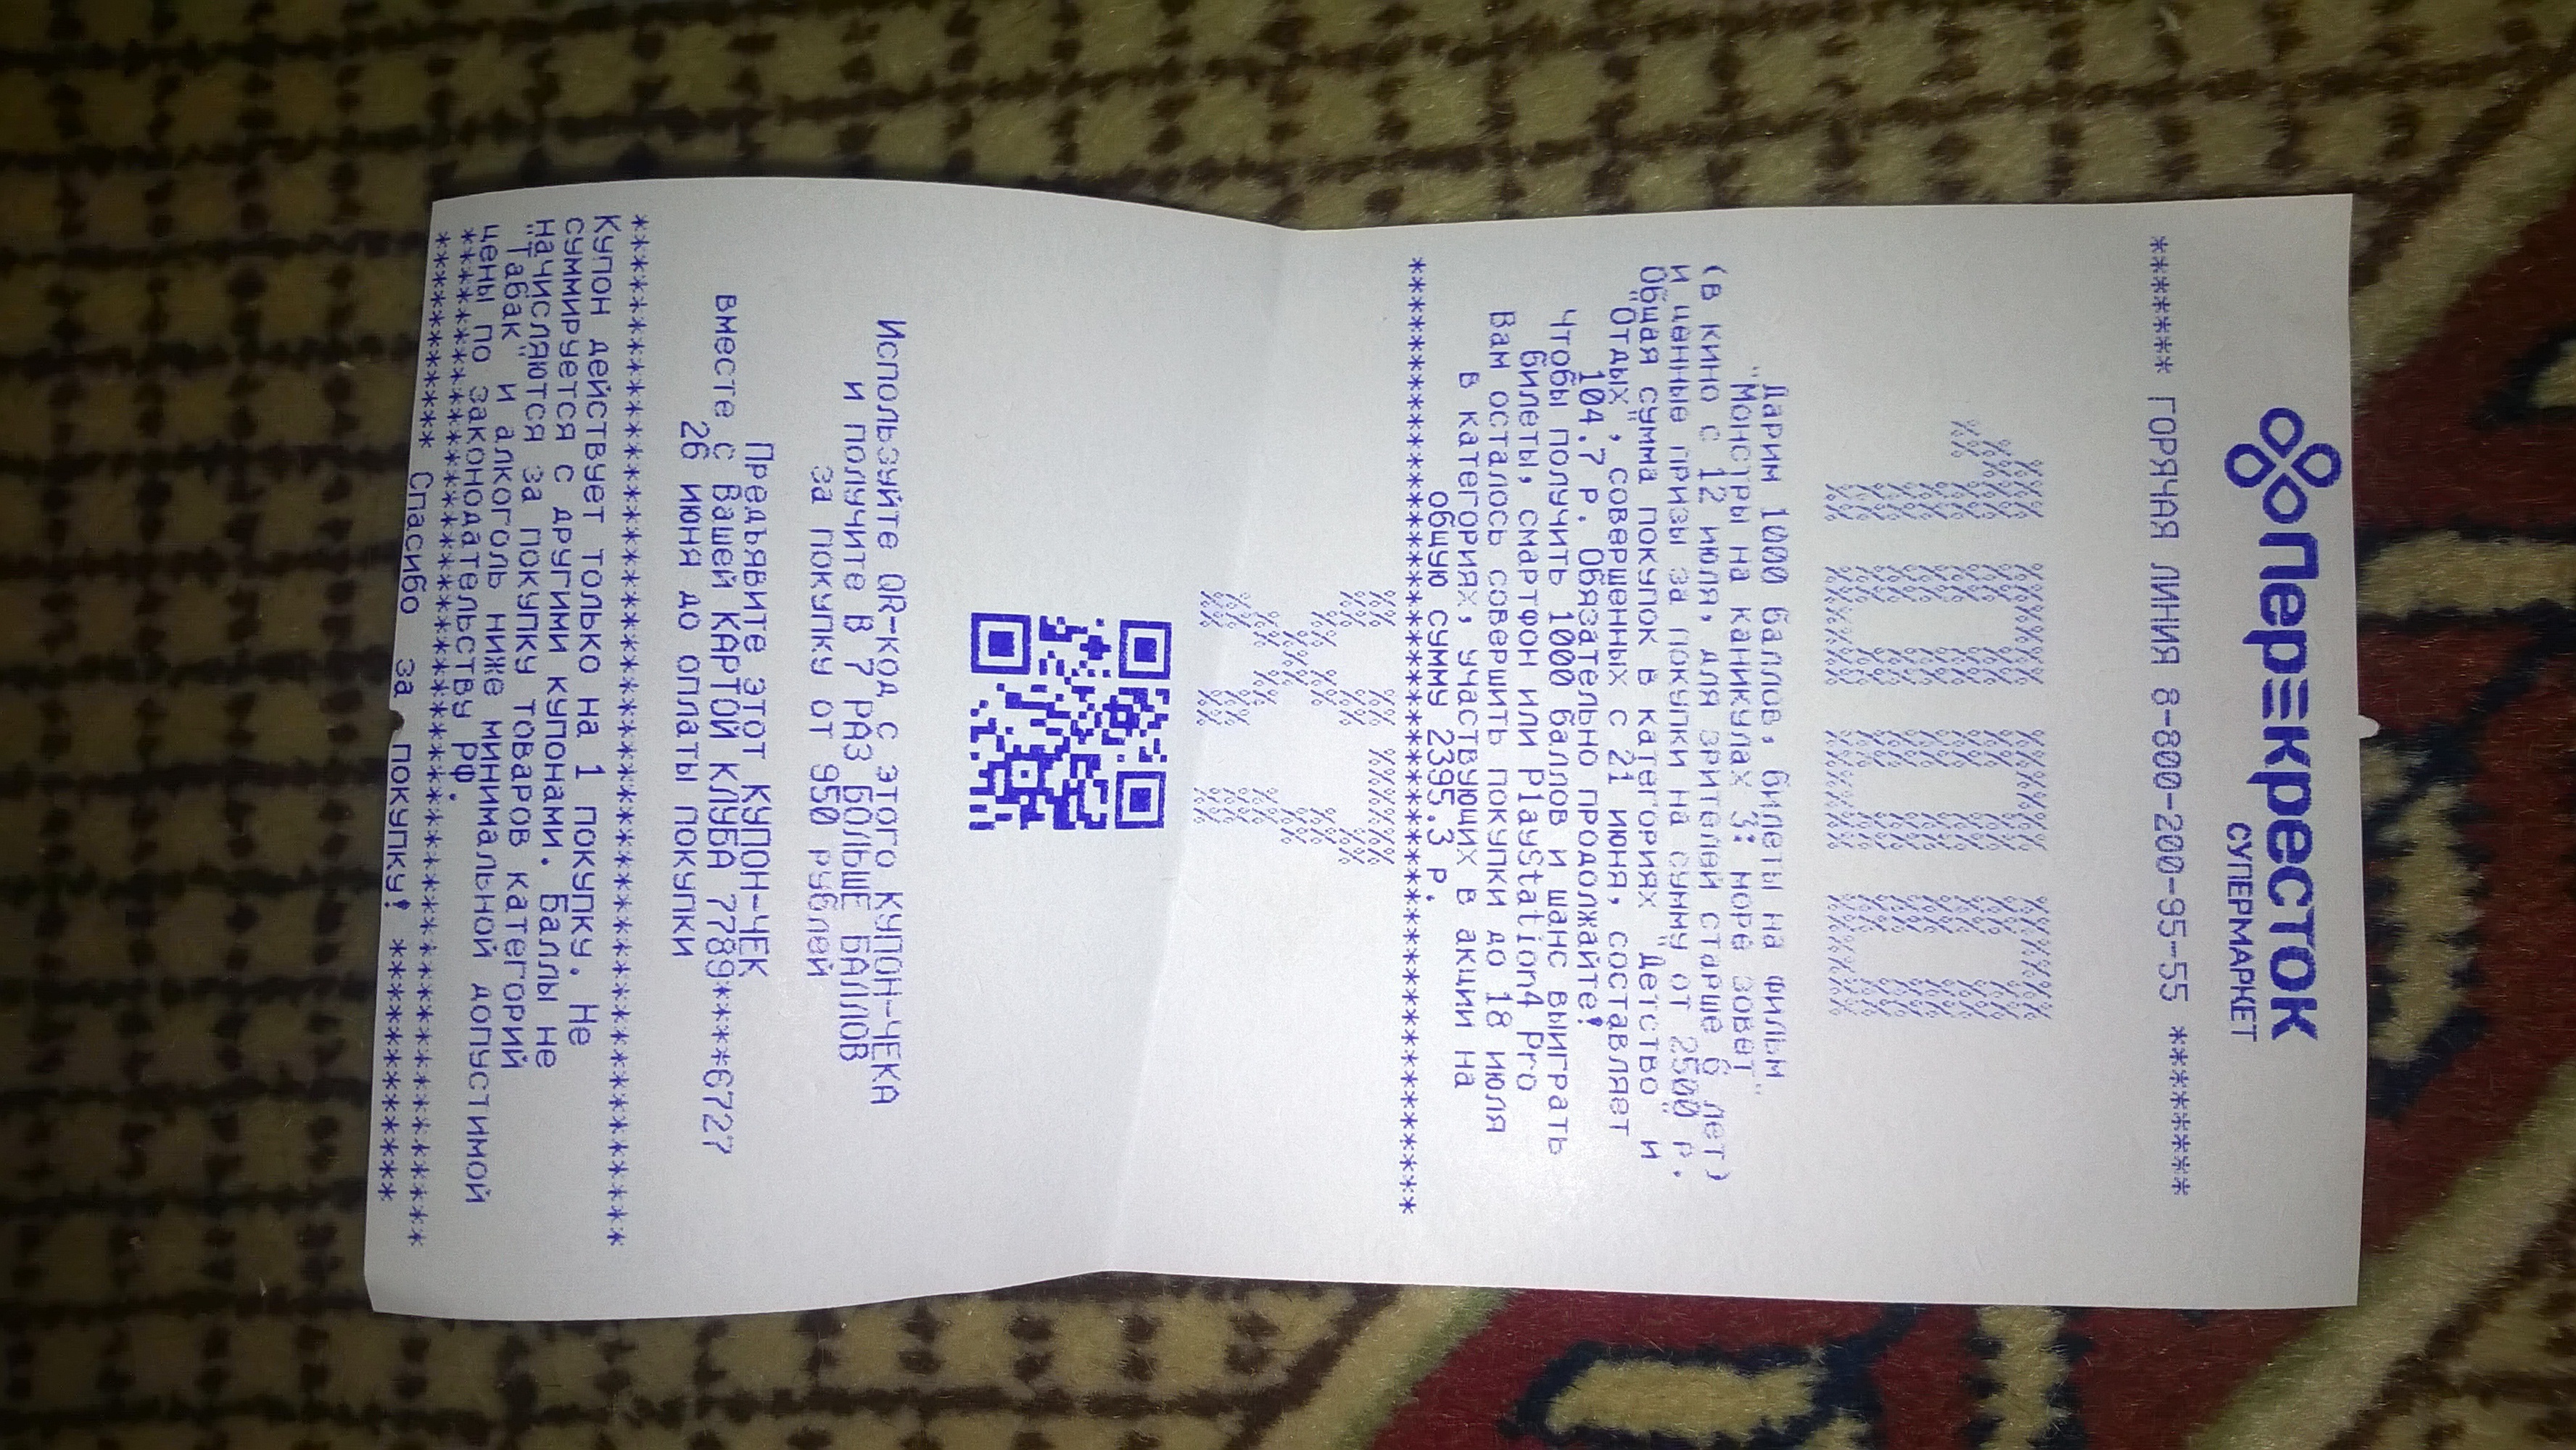 Перекресток
СУПЕРМАРКЕТ
******* ГОРЯЧАЯ ЛИНИЯ 8-800-200-95-55 *********
1000
Дарим 1000 баллов, билеты на фильм
"Монстры на каникулах 3: море зовет"
(в кино с 12 июля, для зрителей старше 6 лет)
и ценные призы за покупки на сумму от 2500 р.
Общая сумма покупок в категориях "Детство" и
"Отдых", совершенных с 21 июня, составляет
104.7 р. Обязательно продолжайте!
Чтобы получить 1000 баллов и шанс выиграть
билеты, смартфон или PlayStation4 Pro
Вам осталось совершить покупки до 18 июля
в категориях, участвующих в акции на
общую сумму 2395.3 р.
************************************************
X7
Используйте QR-код с этого КУПОН-ЧЕКА
и получите В 7 РАЗ БОЛЬШЕ БАЛЛОВ
за покупку от 950 рублей
Предъявите этот КУПОН-ЧЕК
вместе с Вашей КАРТОЙ КЛУБА 7789****6727
26 июня до оплаты покупки
************************************************
Купон действует только на 1 покупку. Не
суммируется с другими купонами. Баллы не
начисляются за покупку товаров категорий
"Табак" и алкоголь ниже минимальной допустимой
цены по законодательству РФ.
************************************************
*********** Спасибо за покупку! *************